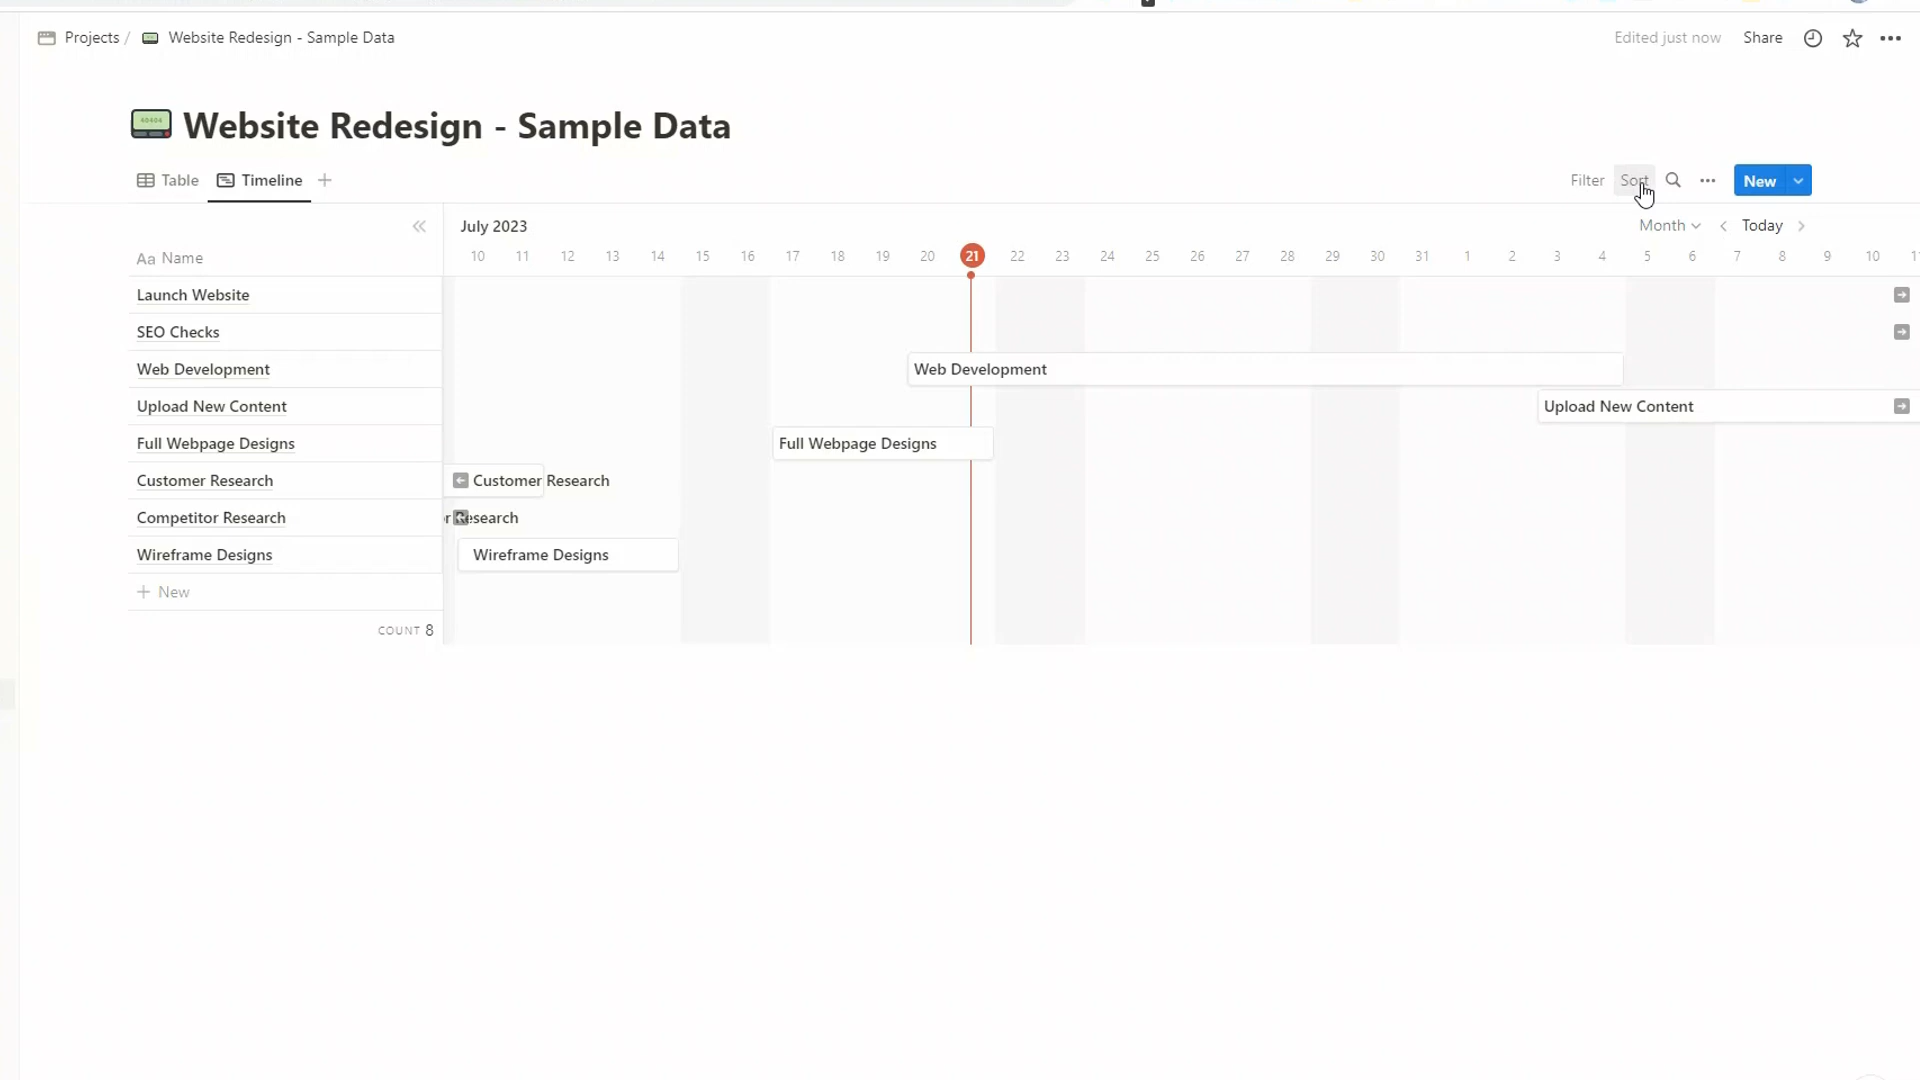 Projects / Website Redesign - Sample Data
Edited just now Share
Website Redesign - Sample Data
Table Timeline
Filter Sort New
July 2023
Month Today
Aa Name
10 11 12 13 14 15 16 17 18 19 20 21 22 23 24 25 26 27 28 29 30 31 1 2 3 4 5 6 7 8 9 10
Launch Website
SEO Checks
Web Development Web Development
Upload New Content Upload New Content
Full Webpage Designs Full Webpage Designs
Customer Research Customer Research
Competitor Research r Research
Wireframe Designs Wireframe Designs
+ New
COUNT 8